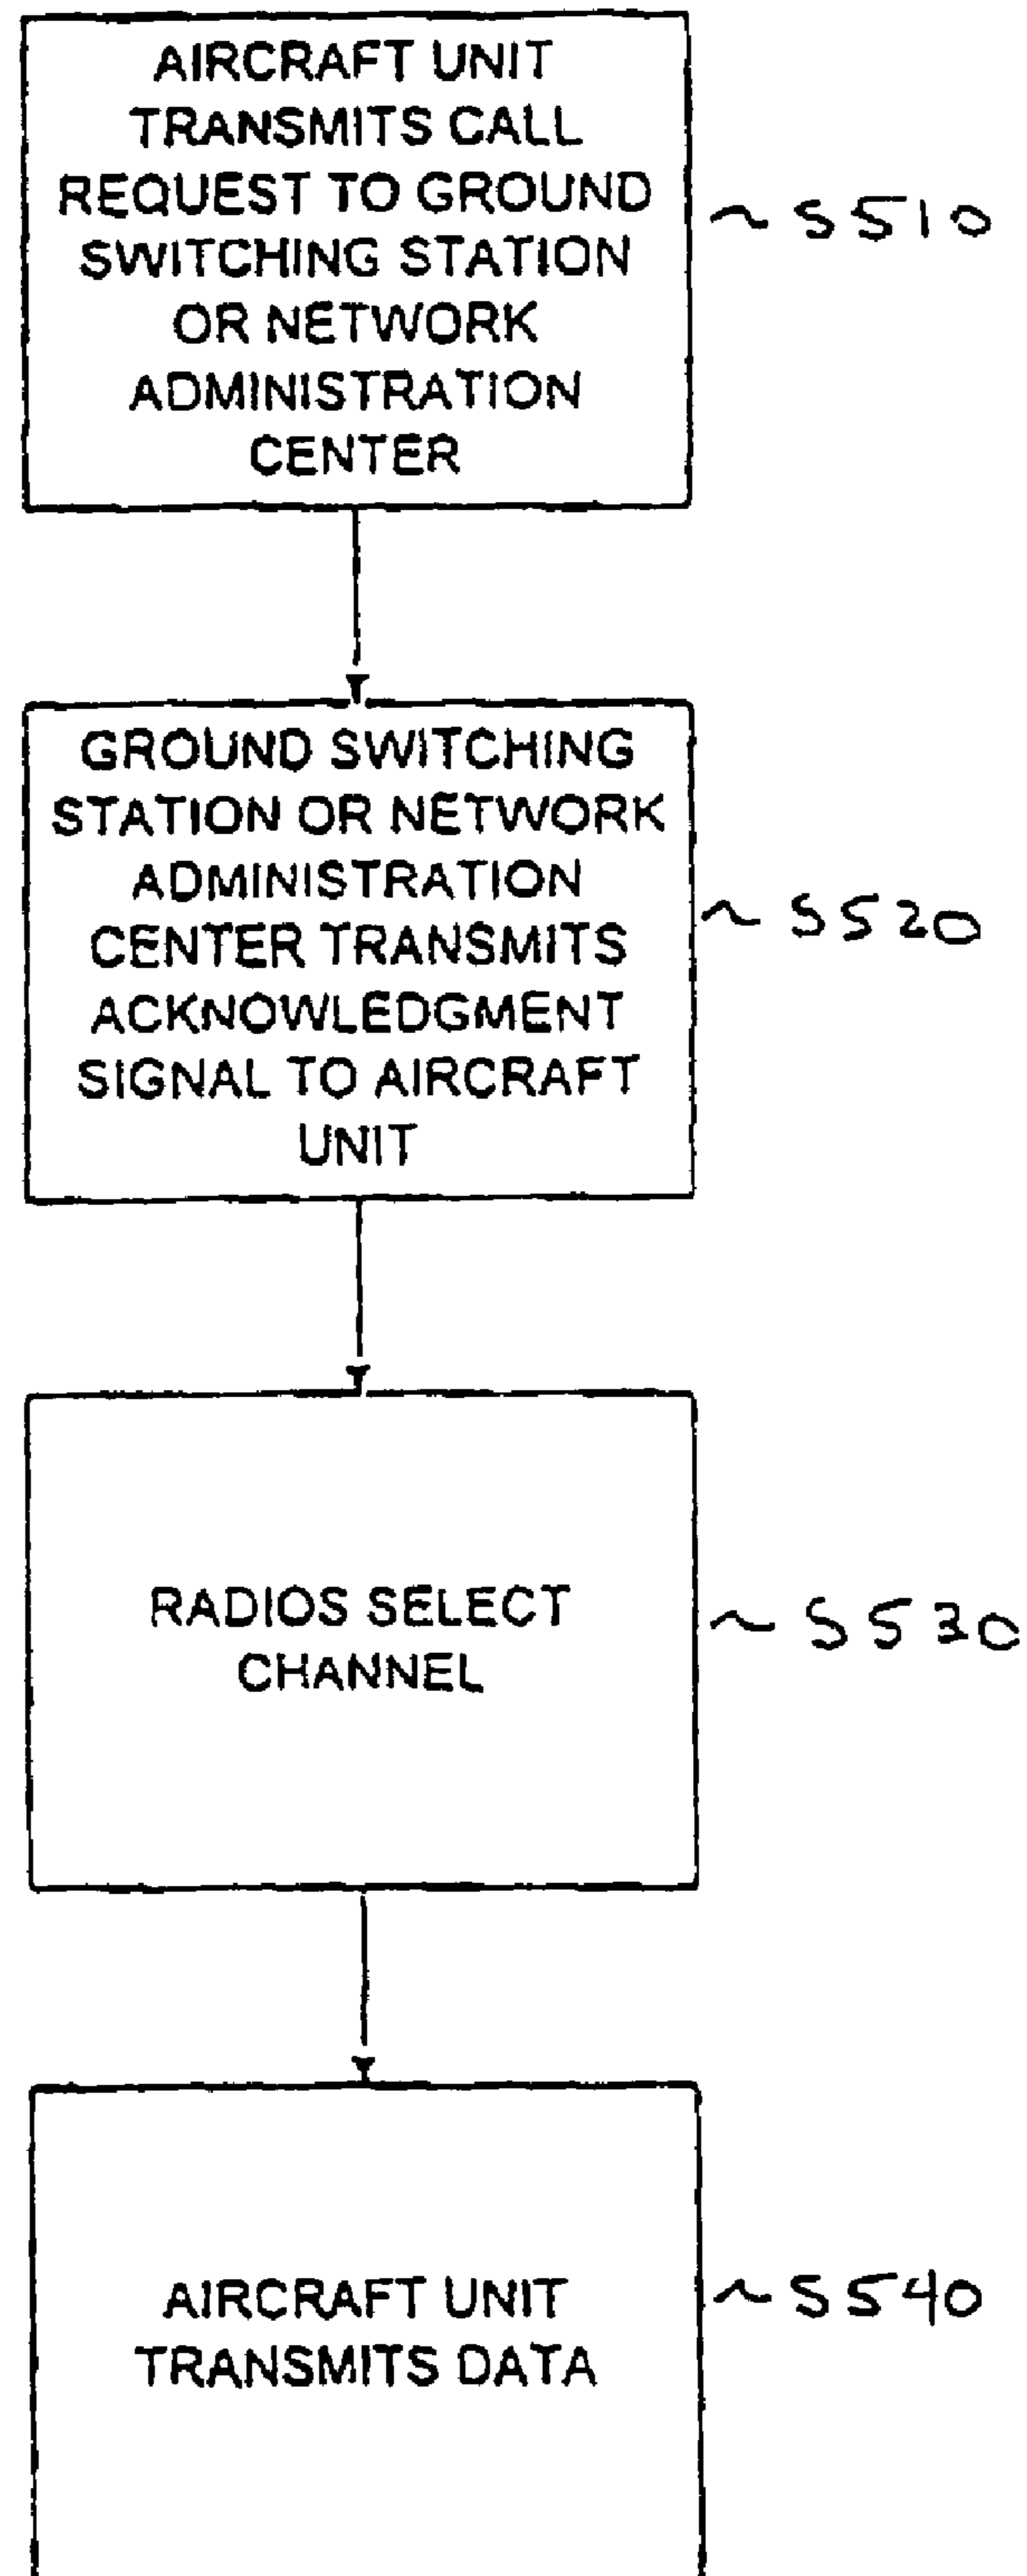 AIRCRAFT UNIT
TRANSMITS CALL
REQUEST TO GROUND
SWITCHING STATION
OR NETWORK
ADMINISTRATION
CENTER
~ S510
GROUND SWITCHING
STATION OR NETWORK
ADMINISTRATION
CENTER TRANSMITS
ACKNOWLEDGMENT
SIGNAL TO AIRCRAFT
UNIT
~ S520
RADIOS SELECT
CHANNEL
~ S530
AIRCRAFT UNIT
TRANSMITS DATA
~ S540